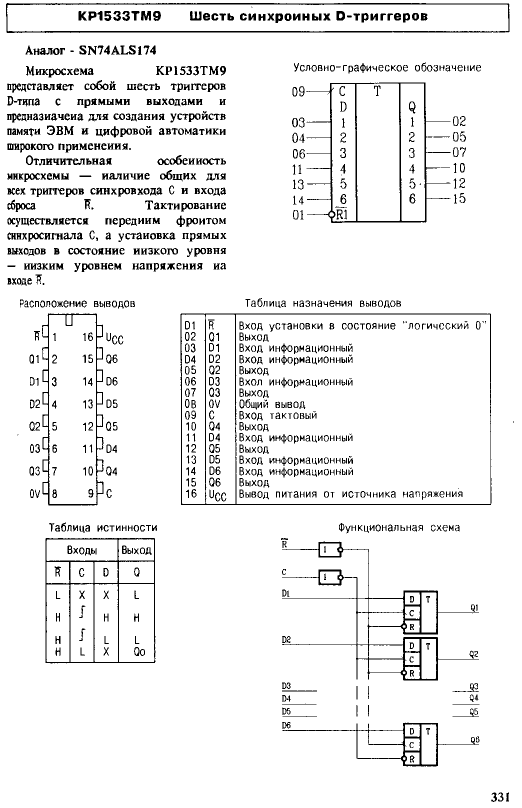 КР1533ТМ9 Шесть синхронных D-триггеров
Аналог - SN74ALS174
Микросхема КР1533ТМ9
представляет собой шесть триггеров
D-типа с прямыми выходами и
предназначена для создания устройств
памяти ЭВМ и цифровой автоматики
широкого применения.
Отличительная особенность
микросхемы — наличие общих для
всех триггеров синхровхода С и входа
сброса R̅. Тактирование
осуществляется передним фронтом
синхросигнала С, а установка прямых
выходов в состояние низкого уровня
— низким уровнем напряжения на
входе R̅.
Условно-графическое обозначение
09 C T
D Q
03 1 1 02
04 2 2 05
06 3 3 07
11 4 4 10
13 5 5 12
14 6 6 15
01 R̅1
Расположение выводов
R̅ 1 16 UCC
Q1 2 15 Q6
D1 3 14 D6
D2 4 13 D5
Q2 5 12 Q5
03 6 11 D4
Q3 7 10 Q4
0V 8 9 C
Таблица назначения выводов
D1 R̅ Вход установки в состояние "логический 0"
02 Q1 Выход
03 D1 Вход информационный
D4 D2 Вход информационный
05 Q2 Выход
06 D3 Вхол информационный
07 Q3 Выход
0B 0V Общий вывод
09 C Вход тактовый
10 Q4 Выход
11 D4 Вход информационный
12 Q5 Выход
13 D5 Вход информационный
14 D6 Вход информационный
15 Q6 Выход
16 UCC Вывод питания от источника напряжения
Таблица истинности
Входы Выход
R̅ C D Q
L X X L
H ʃ H H
H ʃ L L
H L X Qo
Функциональная схема
R̅ 1
C 1
D1 D T Q1
C
R
D2 D T Q2
C
R
D3 Q3
D4 Q4
D5 Q5
D6 D T Q6
C
R
331